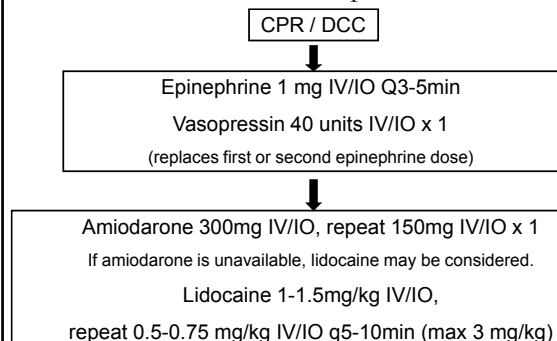 CPR / DCC
Epinephrine 1 mg IV/IO Q3-5min
Vasopressin 40 units IV/IO x 1
(replaces first or second epinephrine dose)
Amiodarone 300mg IV/IO, repeat 150mg IV/IO x 1
If amiodarone is unavailable, lidocaine may be considered.
Lidocaine 1-1.5mg/kg IV/IO,
repeat 0.5-0.75 mg/kg IV/IO q5-10min (max 3 mg/kg)